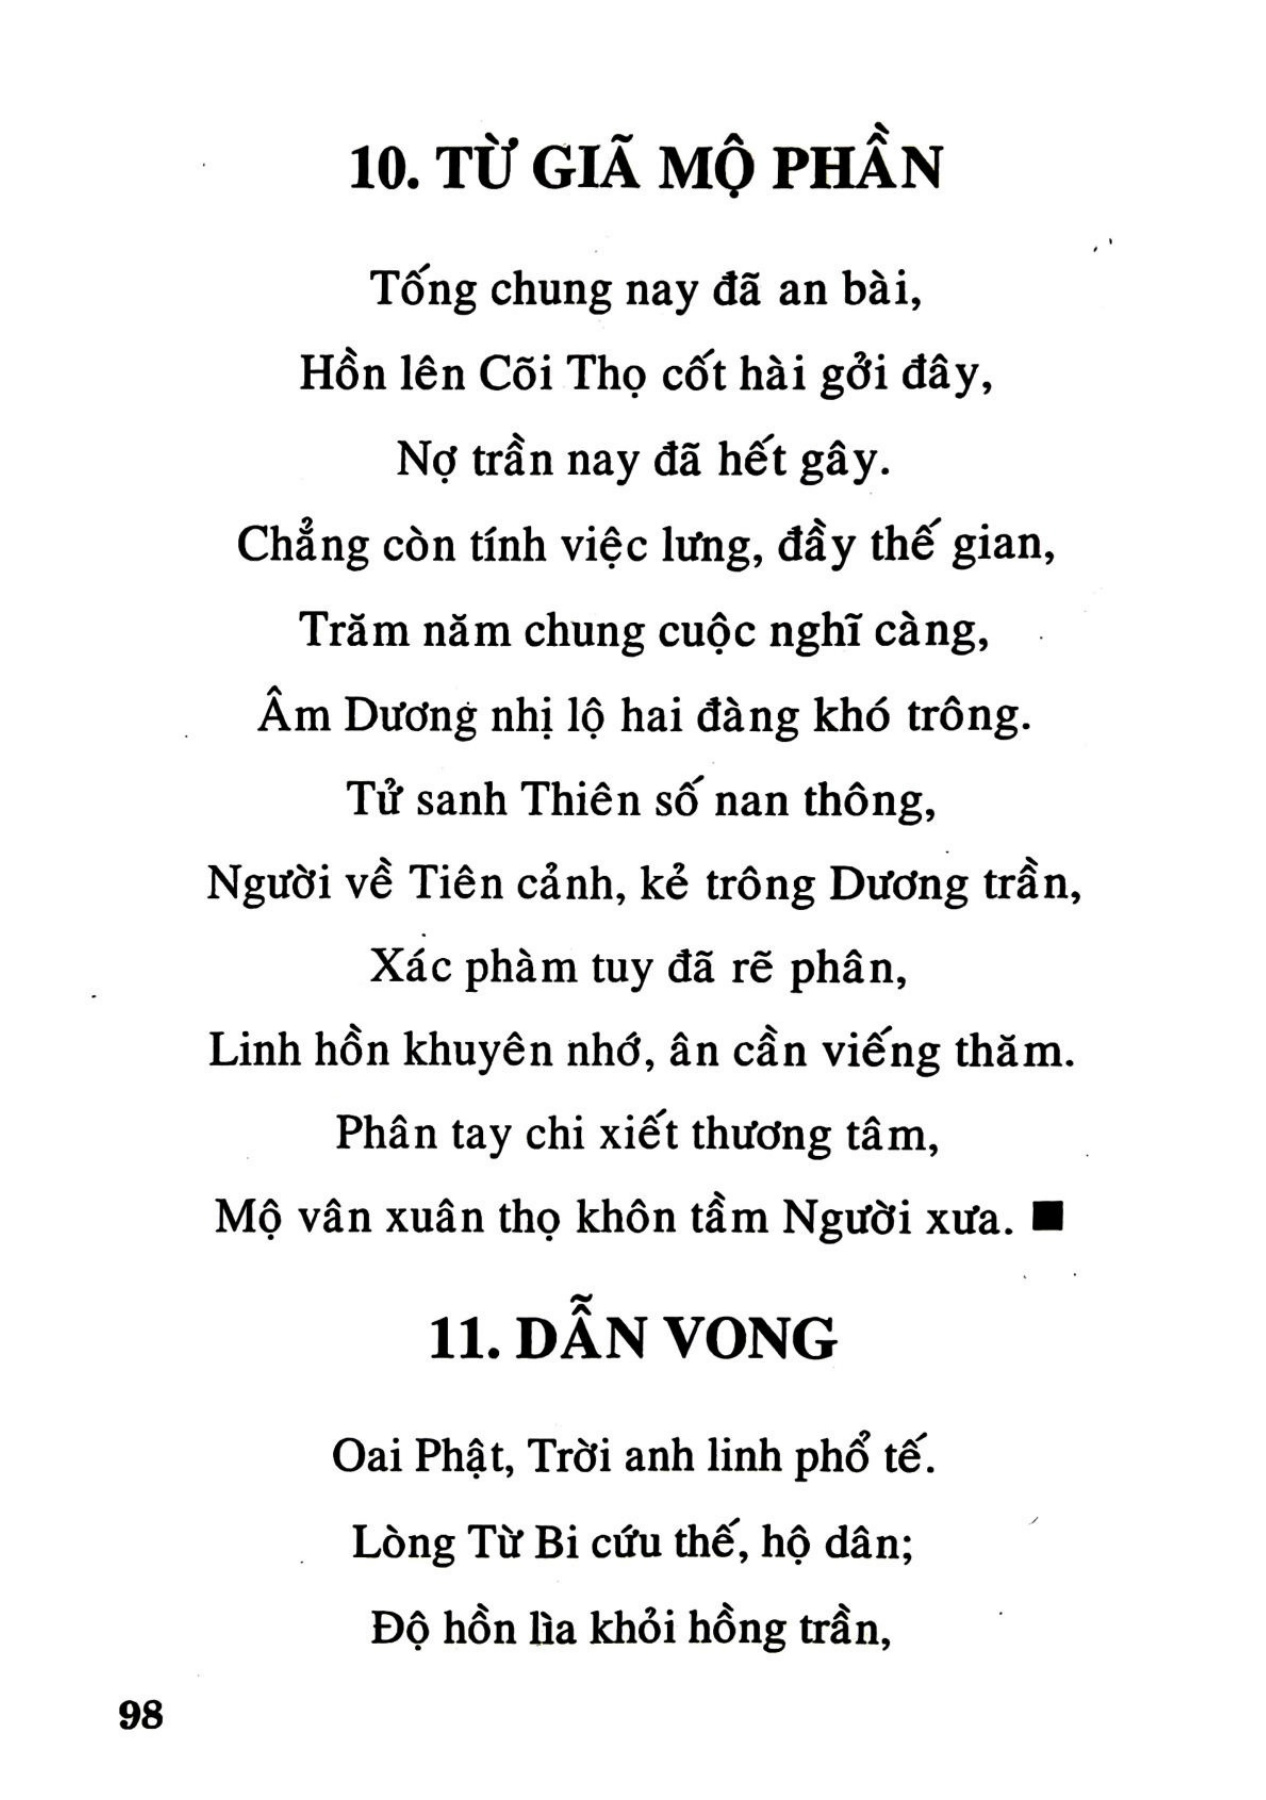 10. TỪ GIÃ MỘ PHẦN
Tống chung nay đã an bài,
Hồn lên Cõi Thọ cốt hài gởi đây,
Nợ trần nay đã hết gây.
Chẳng còn tính việc lưng, đầy thế gian,
Trăm năm chung cuộc nghĩ càng,
Âm Dương nhị lộ hai đàng khó trông.
Tử sanh Thiên số nan thông,
Người về Tiên cảnh, kẻ trông Dương trần,
Xác phàm tuy đã rẽ phân,
Linh hồn khuyên nhớ, ân cần viếng thăm.
Phân tay chi xiết thương tâm,
Mộ vân xuân thọ khôn tầm Người xưa. ■
11. DẪN VONG
Oai Phật, Trời anh linh phổ tế.
Lòng Từ Bi cứu thế, hộ dân;
Độ hồn lìa khỏi hồng trần,
98